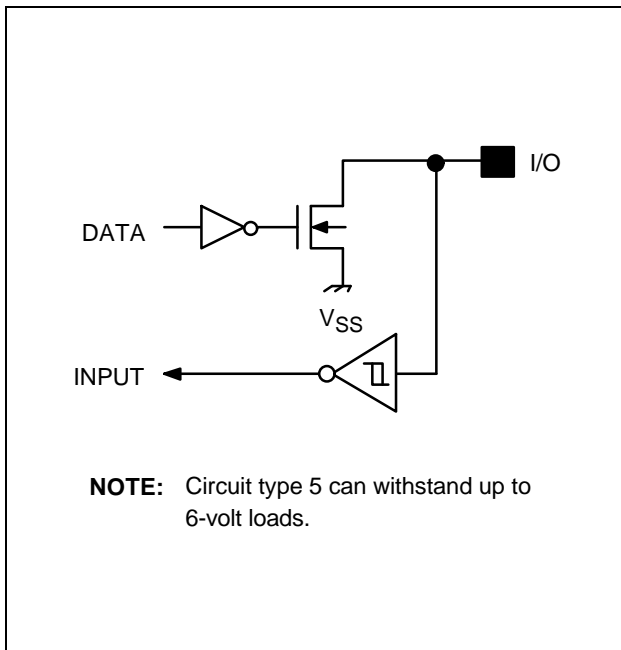 I/O
DATA
VSS
INPUT
NOTE: Circuit type 5 can withstand up to
6-volt loads.